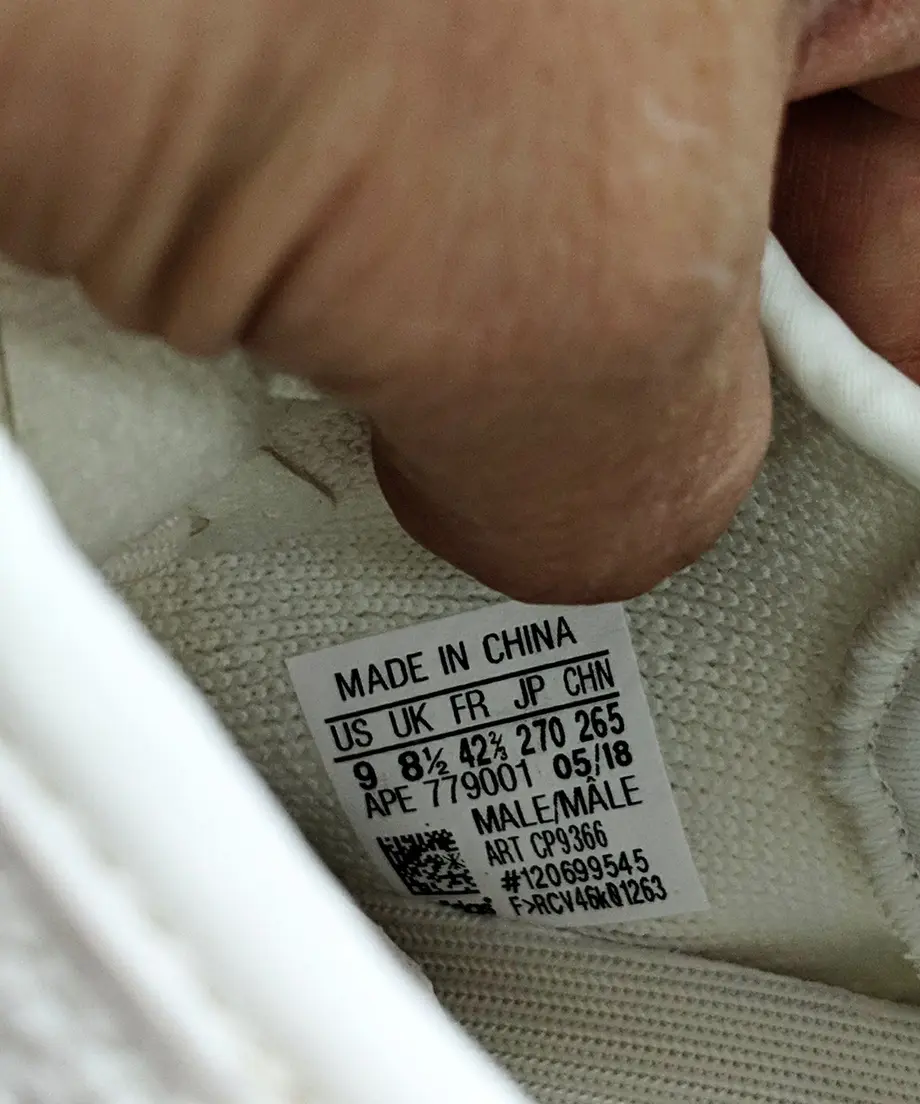 MADE IN CHINA
US UK FR JP CHN
9 8½ 42⅔ 270 265
APE 779001 05/18
MALE/MÂLE
ART CP9366
#120699545